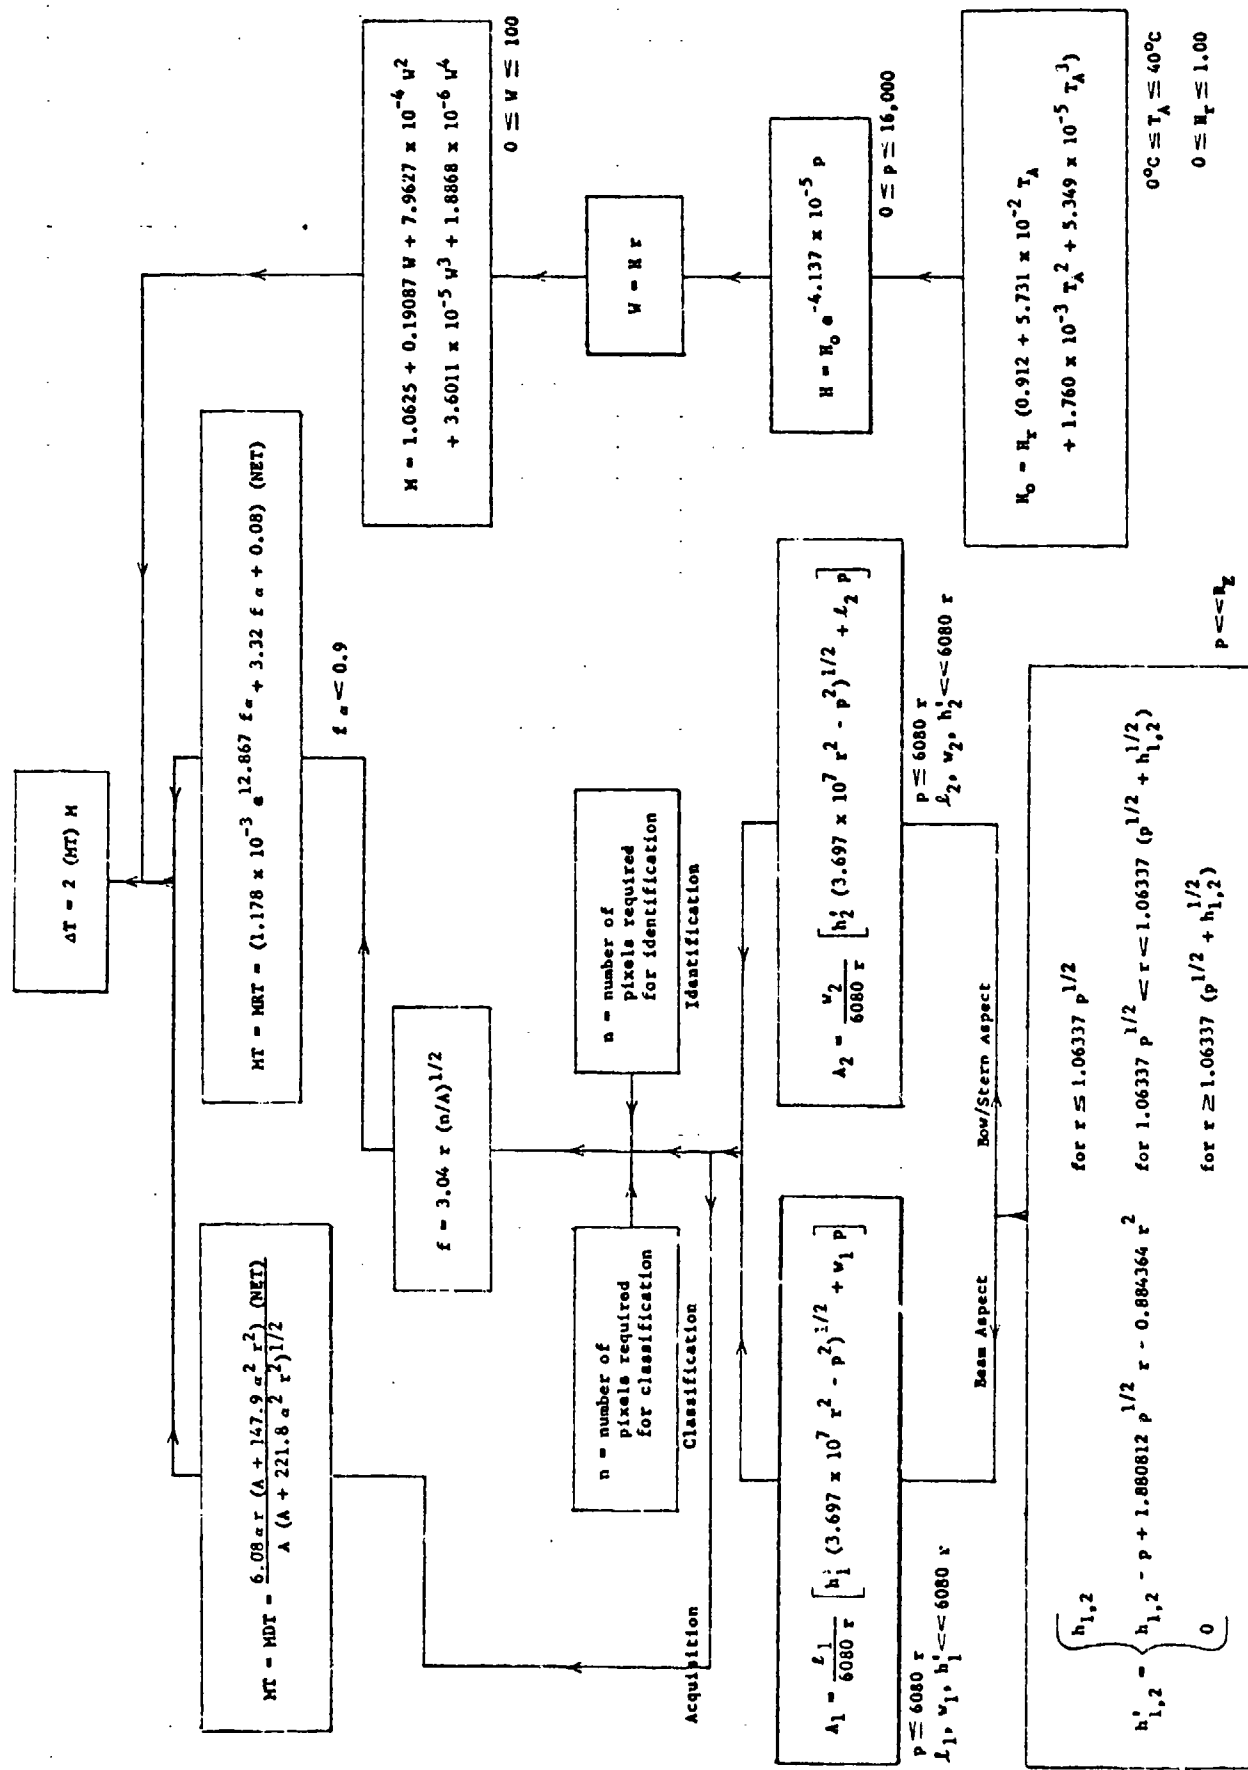 ΔT = 2 (MT) M
MT = MDT = 6.08 α r (A + 147.9 α² r²) (NET)
A (A + 221.8 α² r²)^1/2
MT = MRT = (1.178 x 10^-3 e^12.867 fα + 3.32 f α + 0.08) (NET)
f α < 0.9
M = 1.0625 + 0.19087 W + 7.9627 x 10^-4 W²
+ 3.6011 x 10^-5 W³ + 1.8868 x 10^-6 W⁴
0 ≤ W ≤ 100
f = 3.04 r (n/A)^1/2
n = number of
pixels required
for classification
Classification
n = number of
pixels required
for identification
Identification
W = H r
Acquisition
A₁ = ℓ₁/6080 r [h'₁ (3.697 x 10⁷ r² - p²)^1/2 + w₁ p]
p ≤ 6080 r
ℓ₁, w₁, h'₁ << 6080 r
A₂ = w₂/6080 r [h'₂ (3.697 x 10⁷ r² - p²)^1/2 + ℓ₂ p]
p ≤ 6080 r
ℓ₂, w₂, h'₂ << 6080 r
H = H₀ e^-4.137 x 10^-5 p
0 ≤ p ≤ 16,000
Beam Aspect
Bow/Stern Aspect
H₀ = H_r (0.912 + 5.731 x 10^-2 T_A
+ 1.760 x 10^-3 T_A² + 5.349 x 10^-5 T_A³)
0°C ≤ T_A ≤ 40°C
0 ≤ H_r ≤ 1.00
h'₁,₂ = { h₁,₂ for r ≤ 1.06337 p^1/2
h₁,₂ - p + 1.880812 p^1/2 r - 0.884364 r² for 1.06337 p^1/2 < r < 1.06337 (p^1/2 + h₁,₂^1/2)
0 for r ≥ 1.06337 (p^1/2 + h₁,₂^1/2)
p << R_E